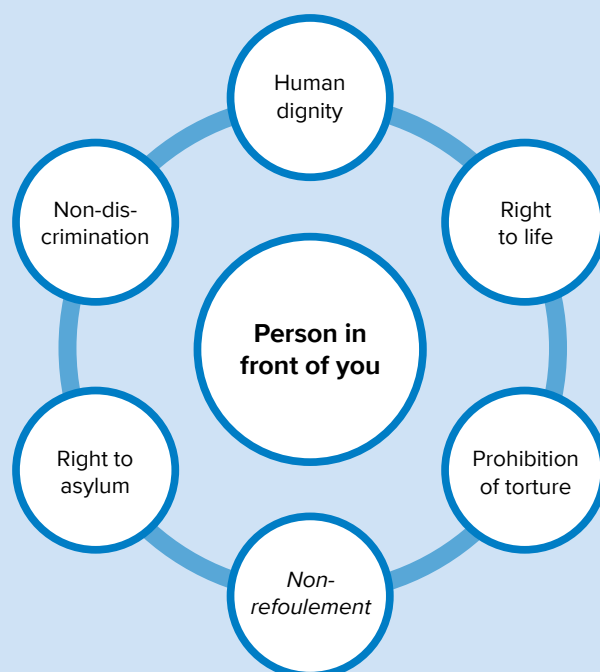 Human
dignity
Non-dis-
crimination
Right
to life
Person in
front of you
Right to
asylum
Prohibition
of torture
Non-
refoulement